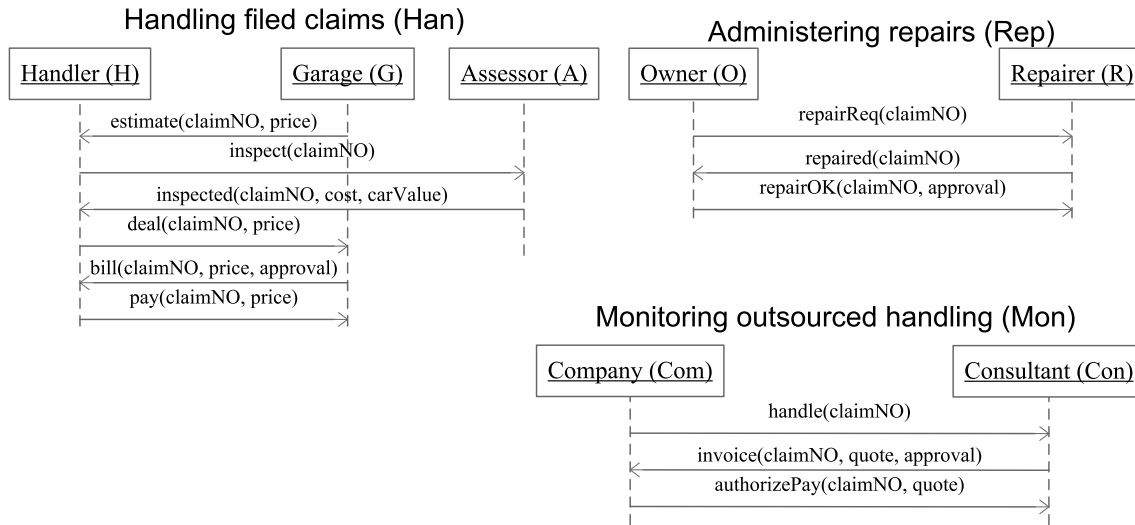 Handling filed claims (Han)
Handler (H)
Garage (G)
Assessor (A)
estimate(claimNO, price)
inspect(claimNO)
inspected(claimNO, cost, carValue)
deal(claimNO, price)
bill(claimNO, price, approval)
pay(claimNO, price)
Administering repairs (Rep)
Owner (O)
Repairer (R)
repairReq(claimNO)
repaired(claimNO)
repairOK(claimNO, approval)
Monitoring outsourced handling (Mon)
Company (Com)
Consultant (Con)
handle(claimNO)
invoice(claimNO, quote, approval)
authorizePay(claimNO, quote)